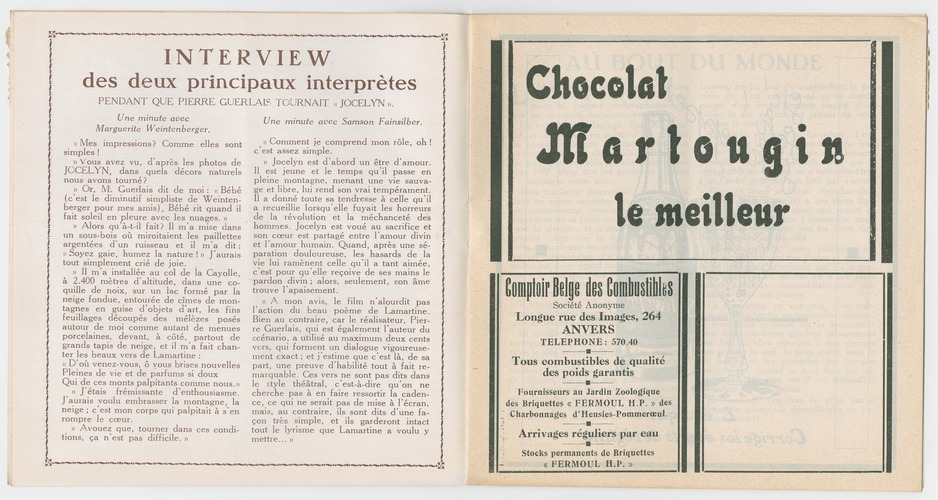 INTERVIEW
des deux principaux interprètes
PENDANT QUE PIERRE GUERLAIS TOURNAIT « JOCELYN ».
Une minute avec
Marguerite Weintenberger.
» Mes impressions? Comme elles sont
simples !
» Vous avez vu, d'après les photos de
JOCELYN, dans quels décors naturels
nous avons tourné?
» Or, M. Guerlais dit de moi : « Bébé
(c'est le diminutif simpliste de Weinten-
berger pour mes amis), Bébé rit quand il
fait soleil en pleure avec les nuages. »
» Alors qu'a-t-il fait? Il m'a mise dans
un sous-bois où miroitaient les paillettes
argentées d'un ruisseau et il m'a dit :
« Soyez gaie, humez la nature ! » J'aurais
tout simplement crié de joie.
» Il m'a installée au col de la Cayolle,
à 2.400 mètres d'altitude, dans une co-
quille de noix, sur un lac formé par la
neige fondue, entourée de cîmes de mon-
tagnes en guise d'objets d'art, les fins
feuillages découpés des mélèzes posés
autour de moi comme autant de menues
porcelaines, devant, à côté, partout de
grands tapis de neige, et il m'a fait chan-
ter les beaux vers de Lamartine :
« D'où venez-vous, ô vous brises nouvelles
Pleines de vie et de parfums si doux
Qui de ces monts palpitants comme nous. »
» J'étais frémissante d'enthousiasme.
J'aurais voulu embrasser la montagne, la
neige ; c'est mon corps qui palpitait à s'en
rompre le cœur.
» Avouez que, tourner dans ces condi-
tions, ça n'est pas difficile. »
Une minute avec Samson Fainsilber.
« Comment je comprend mon rôle, oh !
c'est assez simple.
» Jocelyn est d'abord un être d'amour.
Il est jeune et le temps qu'il passe en
pleine montagne, menant une vie sauva-
ge et libre, lui rend son vrai tempérament.
Il a donné toute sa tendresse à celle qu'il
a recueillie lorsqu'elle fuyait les horreurs
de la révolution et la méchanceté des
hommes. Jocelyn est voué au sacrifice et
son cœur est partagé entre l'amour divin
et l'amour humain. Quand, après une sé-
paration douloureuse, les hasards de la
vie lui ramènent celle qu'il a tant aimée,
c'est pour qu'elle reçoive de ses mains le
pardon divin ; alors, seulement, son âme
trouve l'apaisement.
» A mon avis, le film n'alourdit pas
l'action du beau poème de Lamartine.
Bien au contraire, car le réalisateur, Pier-
re Guerlais, qui est également l'auteur du
scénario, a utilisé au maximum deux cents
vers, qui forment un dialogue vigoureuse-
ment exact ; et j'estime que c'est là, de sa
part, une preuve d'habilité tout à fait re-
marquable. Ces vers ne sont pas dits dans
le style théâtral, c'est-à-dire qu'on ne
cherche pas à en faire ressortir la caden-
ce, ce qui ne serait pas de mise à l'écran,
mais, au contraire, ils sont dits d'une fa-
çon très simple, et ils garderont intact
tout le lyrisme que Lamartine a voulu y
mettre... »
Chocolat
Martougin
le meilleur
Comptoir Belge des Combustibles
Société Anonyme
Longue rue des Images, 264
ANVERS
TELEPHONE : 570.40
Tous combustibles de qualité
des poids garantis
Fournisseurs au Jardin Zoologique
des Briquettes « FERMOUL H.P. » des
Charbonnages d'Hensies-Pommerœul.
Arrivages réguliers par eau
Stocks permanents de Briquettes
« FERMOUL H.P. »